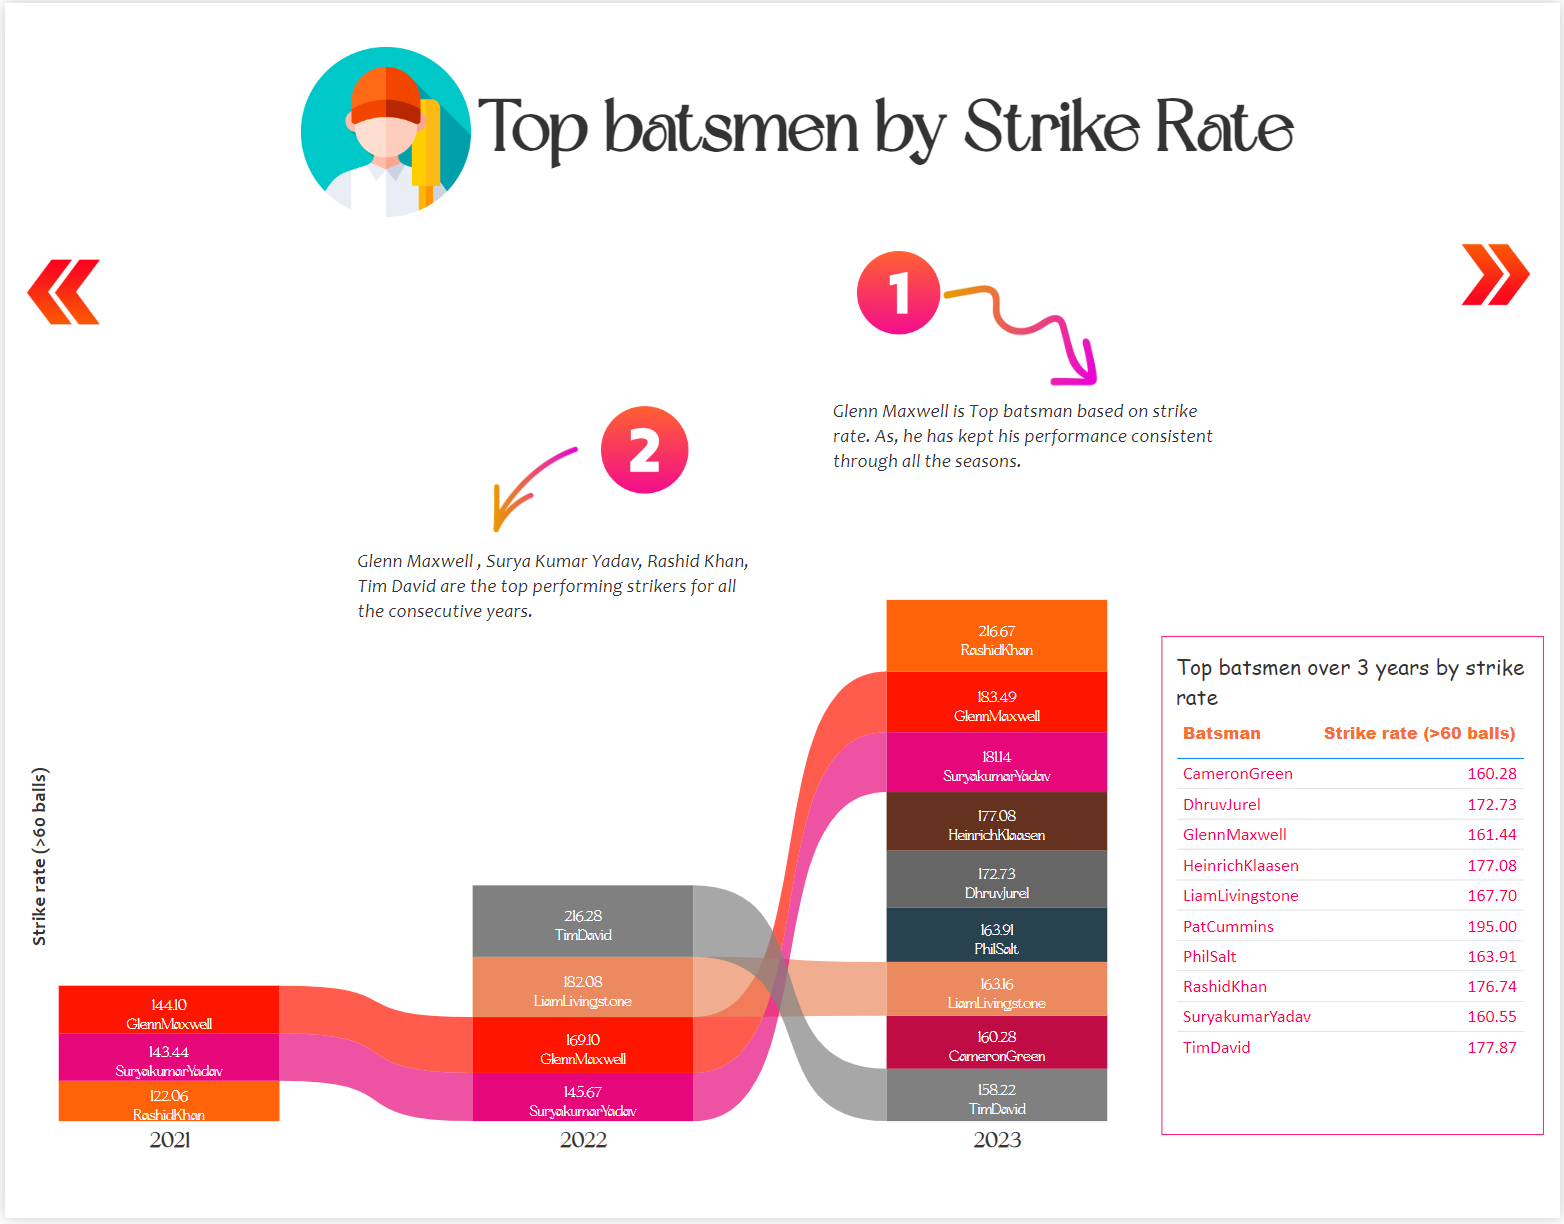 Top batsmen by Strike Rate
1
Glenn Maxwell is Top batsman based on strike
rate. As, he has kept his performance consistent
through all the seasons.
2
Glenn Maxwell , Surya Kumar Yadav, Rashid Khan,
Tim David are the top performing strikers for all
the consecutive years.
Strike rate (>60 balls)
144.10
GlennMaxwell
143.44
SuryakumarYadav
122.06
RashidKhan
2021
216.28
TimDavid
182.08
LiamLivingstone
169.10
GlennMaxwell
145.67
SuryakumarYadav
2022
216.67
RashidKhan
183.49
GlennMaxwell
181.14
SuryakumarYadav
177.08
HeinrichKlaasen
172.73
DhruvJurel
163.91
PhilSalt
163.16
LiamLivingstone
160.28
CameronGreen
158.22
TimDavid
2023
Top batsmen over 3 years by strike
rate
Batsman Strike rate (>60 balls)
CameronGreen 160.28
DhruvJurel 172.73
GlennMaxwell 161.44
HeinrichKlaasen 177.08
LiamLivingstone 167.70
PatCummins 195.00
PhilSalt 163.91
RashidKhan 176.74
SuryakumarYadav 160.55
TimDavid 177.87